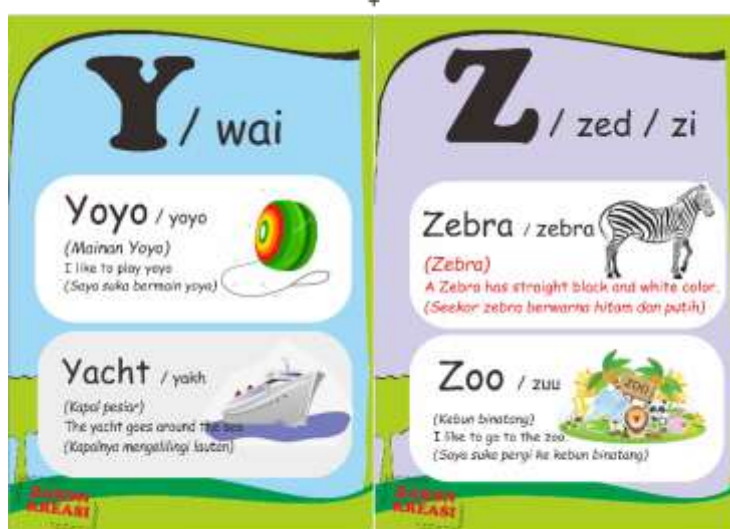 Y / wai
Yoyo / yoyo
(Mainan Yoyo)
I like to play yoyo
(Saya suka bermain yoyo)
Yacht / yakh
(Kapal pesiar)
The yacht goes around the sea
(Kapalnya mengelilingi lautan)
KREASI
Z / zed / zi
Zebra / zebra
(Zebra)
A Zebra has straight black and white color.
(Seekor zebra berwarna hitam dan putih)
Zoo / zuu
ZOO
(Kebun binatang)
I like to go to the zoo
(Saya suka pergi ke kebun binatang)
KREASI